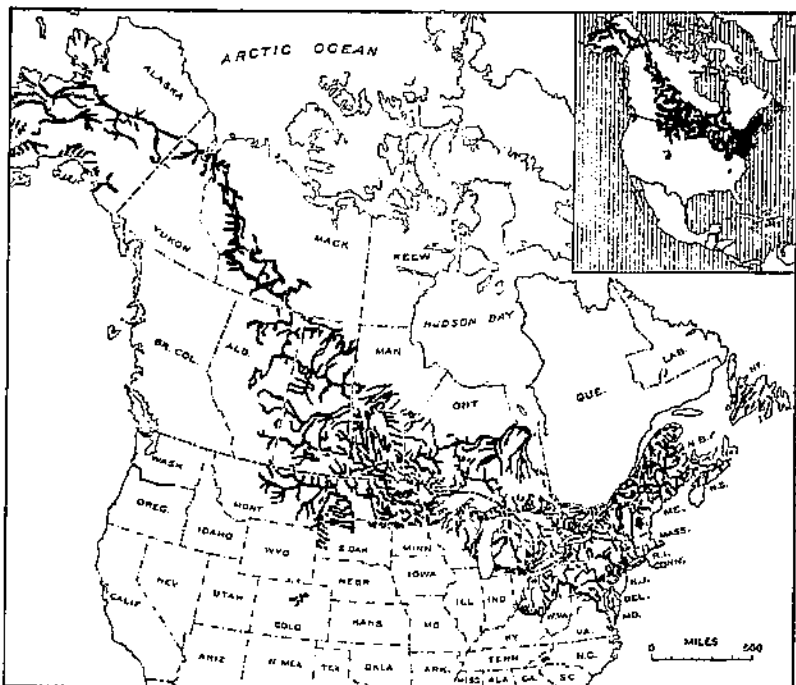 ARCTIC OCEAN
ALASKA
YUKON
MACK
KEEW
HUDSON BAY
BR. COL.
ALB.
MAN
ONT
QUE.
LAB.
NF.
N.B.
N.S.
WASK
OREG.
IDAHO
MONT
WYO
S.DAK
MINN
ME.
MASS.
R.I.
CONN.
N.J.
DEL.
MD.
CALIF
NEV
UTAH
COLO
NEBR
IOWA
KANS
MO
ILL
IND
W.VA.
VA.
KY
TENN
N.C.
ARIZ
N MEX
TEX
OKLA
ARK.
MISS
ALA
GA.
SC
0 MILES 500